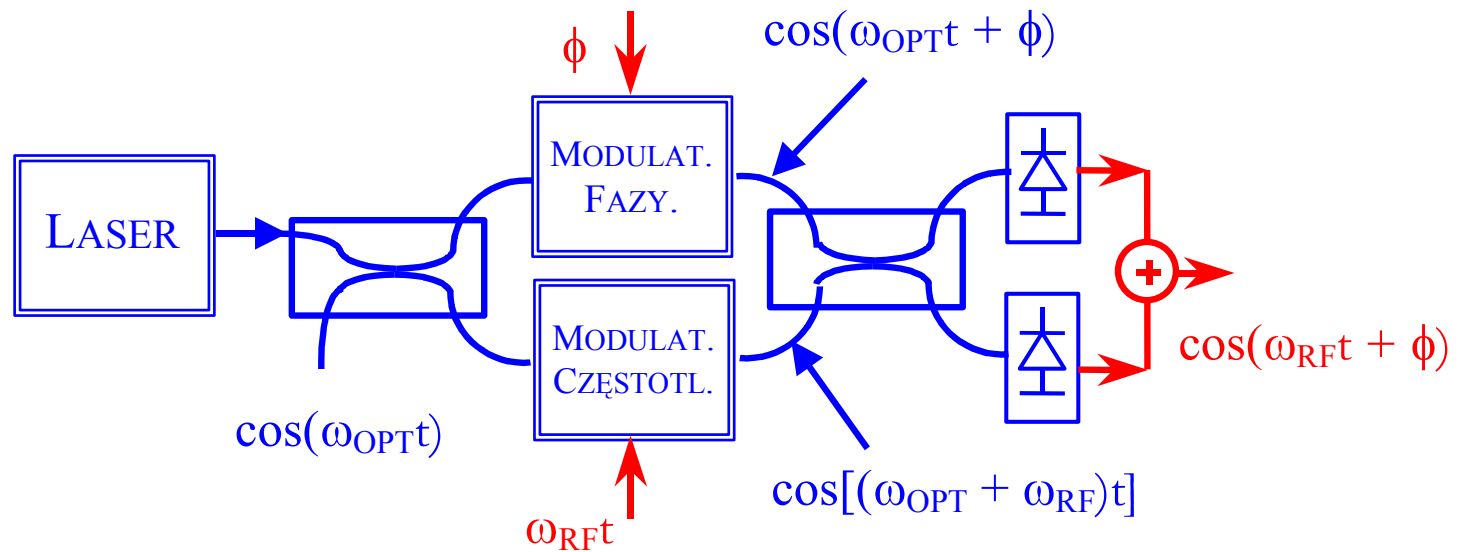 ϕ
cos(ω_OPT t + ϕ)
LASER
MODULAT.
FAZY.
MODULAT.
CZĘSTOTL.
+
cos(ω_RF t + ϕ)
cos(ω_OPT t)
cos[(ω_OPT + ω_RF)t]
ω_RF t